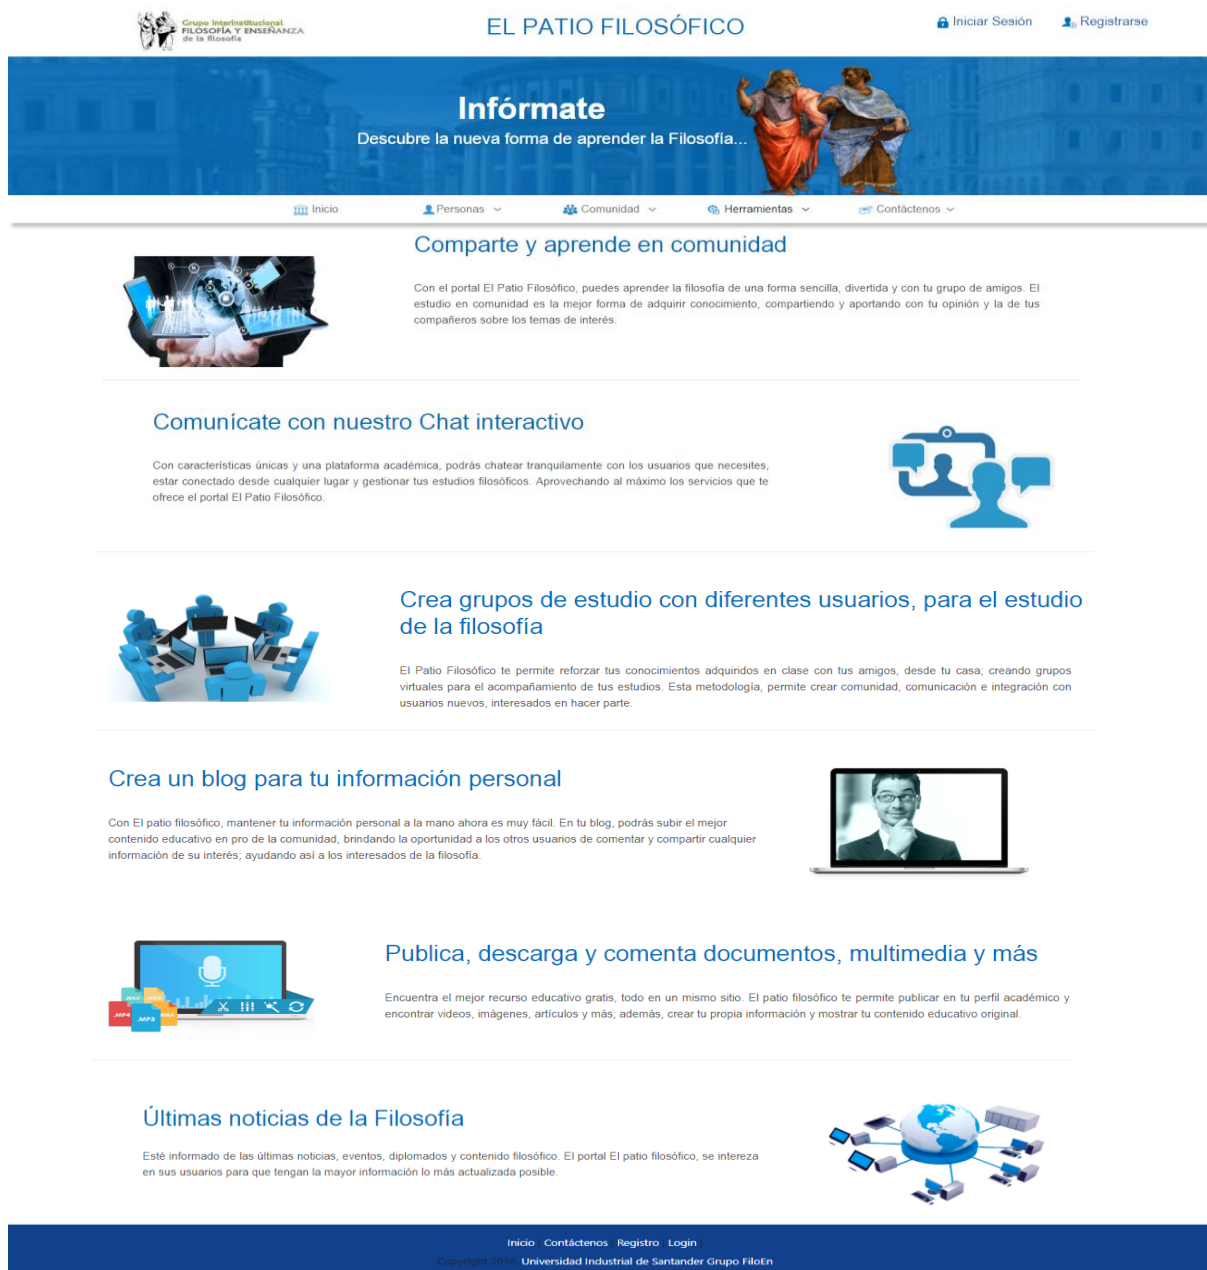 Grupo Interinstitucional
FILOSOFÍA Y ENSEÑANZA
de la filosofía
EL PATIO FILOSÓFICO
Iniciar Sesión
Registrarse
Infórmate
Descubre la nueva forma de aprender la Filosofía...
Inicio
Personas
Comunidad
Herramientas
Contáctenos
Comparte y aprende en comunidad
Con el portal El Patio Filosófico, puedes aprender la filosofía de una forma sencilla, divertida y con tu grupo de amigos. El
estudio en comunidad es la mejor forma de adquirir conocimiento, compartiendo y aportando con tu opinión y la de tus
compañeros sobre los temas de interés.
Comunícate con nuestro Chat interactivo
Con características únicas y una plataforma académica, podrás chatear tranquilamente con los usuarios que necesites,
estar conectado desde cualquier lugar y gestionar tus estudios filosóficos. Aprovechando al máximo los servicios que te
ofrece el portal El Patio Filosófico.
Crea grupos de estudio con diferentes usuarios, para el estudio
de la filosofía
El Patio Filosófico te permite reforzar tus conocimientos adquiridos en clase con tus amigos, desde tu casa; creando grupos
virtuales para el acompañamiento de tus estudios. Esta metodología, permite crear comunidad, comunicación e integración con
usuarios nuevos, interesados en hacer parte.
Crea un blog para tu información personal
Con El patio filosófico, mantener tu información personal a la mano ahora es muy fácil. En tu blog, podrás subir el mejor
contenido educativo en pro de la comunidad, brindando la oportunidad a los otros usuarios de comentar y compartir cualquier
información de su interés; ayudando así a los interesados de la filosofía.
.MP4
.MP3
Publica, descarga y comenta documentos, multimedia y más
Encuentra el mejor recurso educativo gratis, todo en un mismo sitio. El patio filosófico te permite publicar en tu perfil académico y
encontrar videos, imágenes, artículos y más; además, crear tu propia información y mostrar tu contenido educativo original.
Últimas noticias de la Filosofía
Esté informado de las últimas noticias, eventos, diplomados y contenido filosófico. El portal El patio filosófico, se intereza
en sus usuarios para que tengan la mayor información lo más actualizada posible.
Inicio | Contáctenos | Registro | Login |
Copyright 2016. Universidad Industrial de Santander Grupo FiloEn